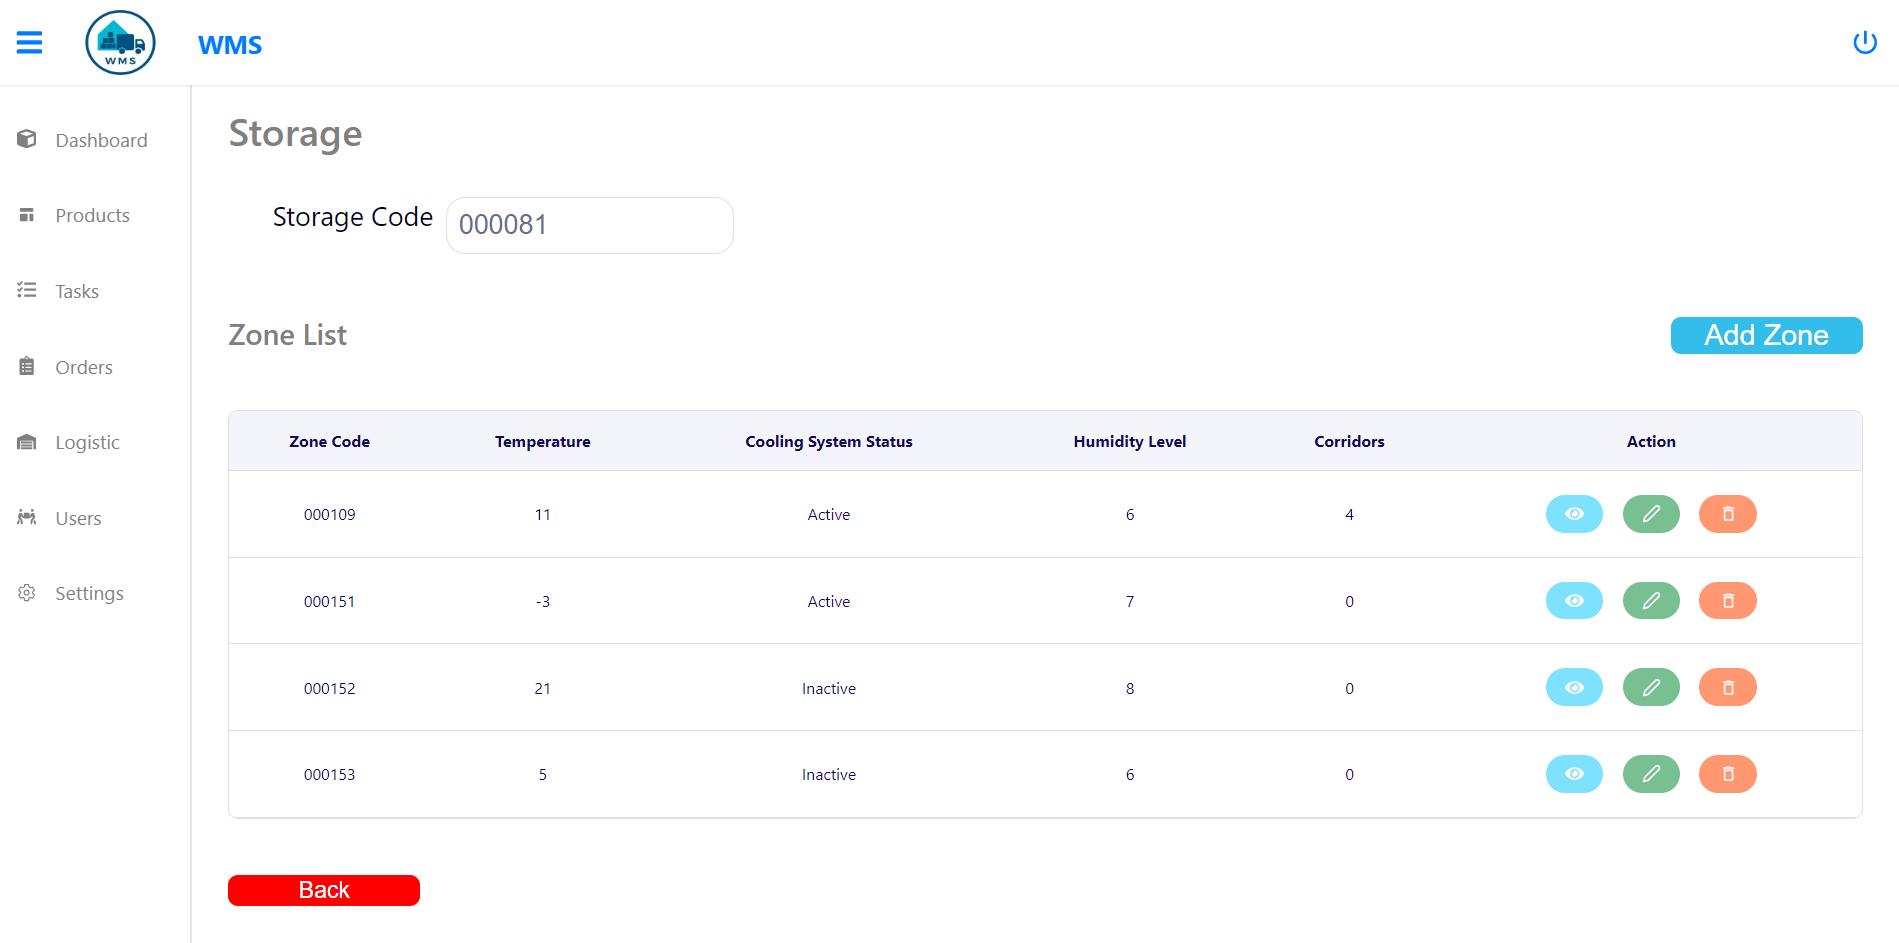 WMS
WMS
Dashboard
Products
Tasks
Orders
Logistic
Users
Settings
Storage
Storage Code 000081
Zone List
Add Zone
Zone Code Temperature Cooling System Status Humidity Level Corridors Action
000109 11 Active 6 4
000151 -3 Active 7 0
000152 21 Inactive 8 0
000153 5 Inactive 6 0
Back